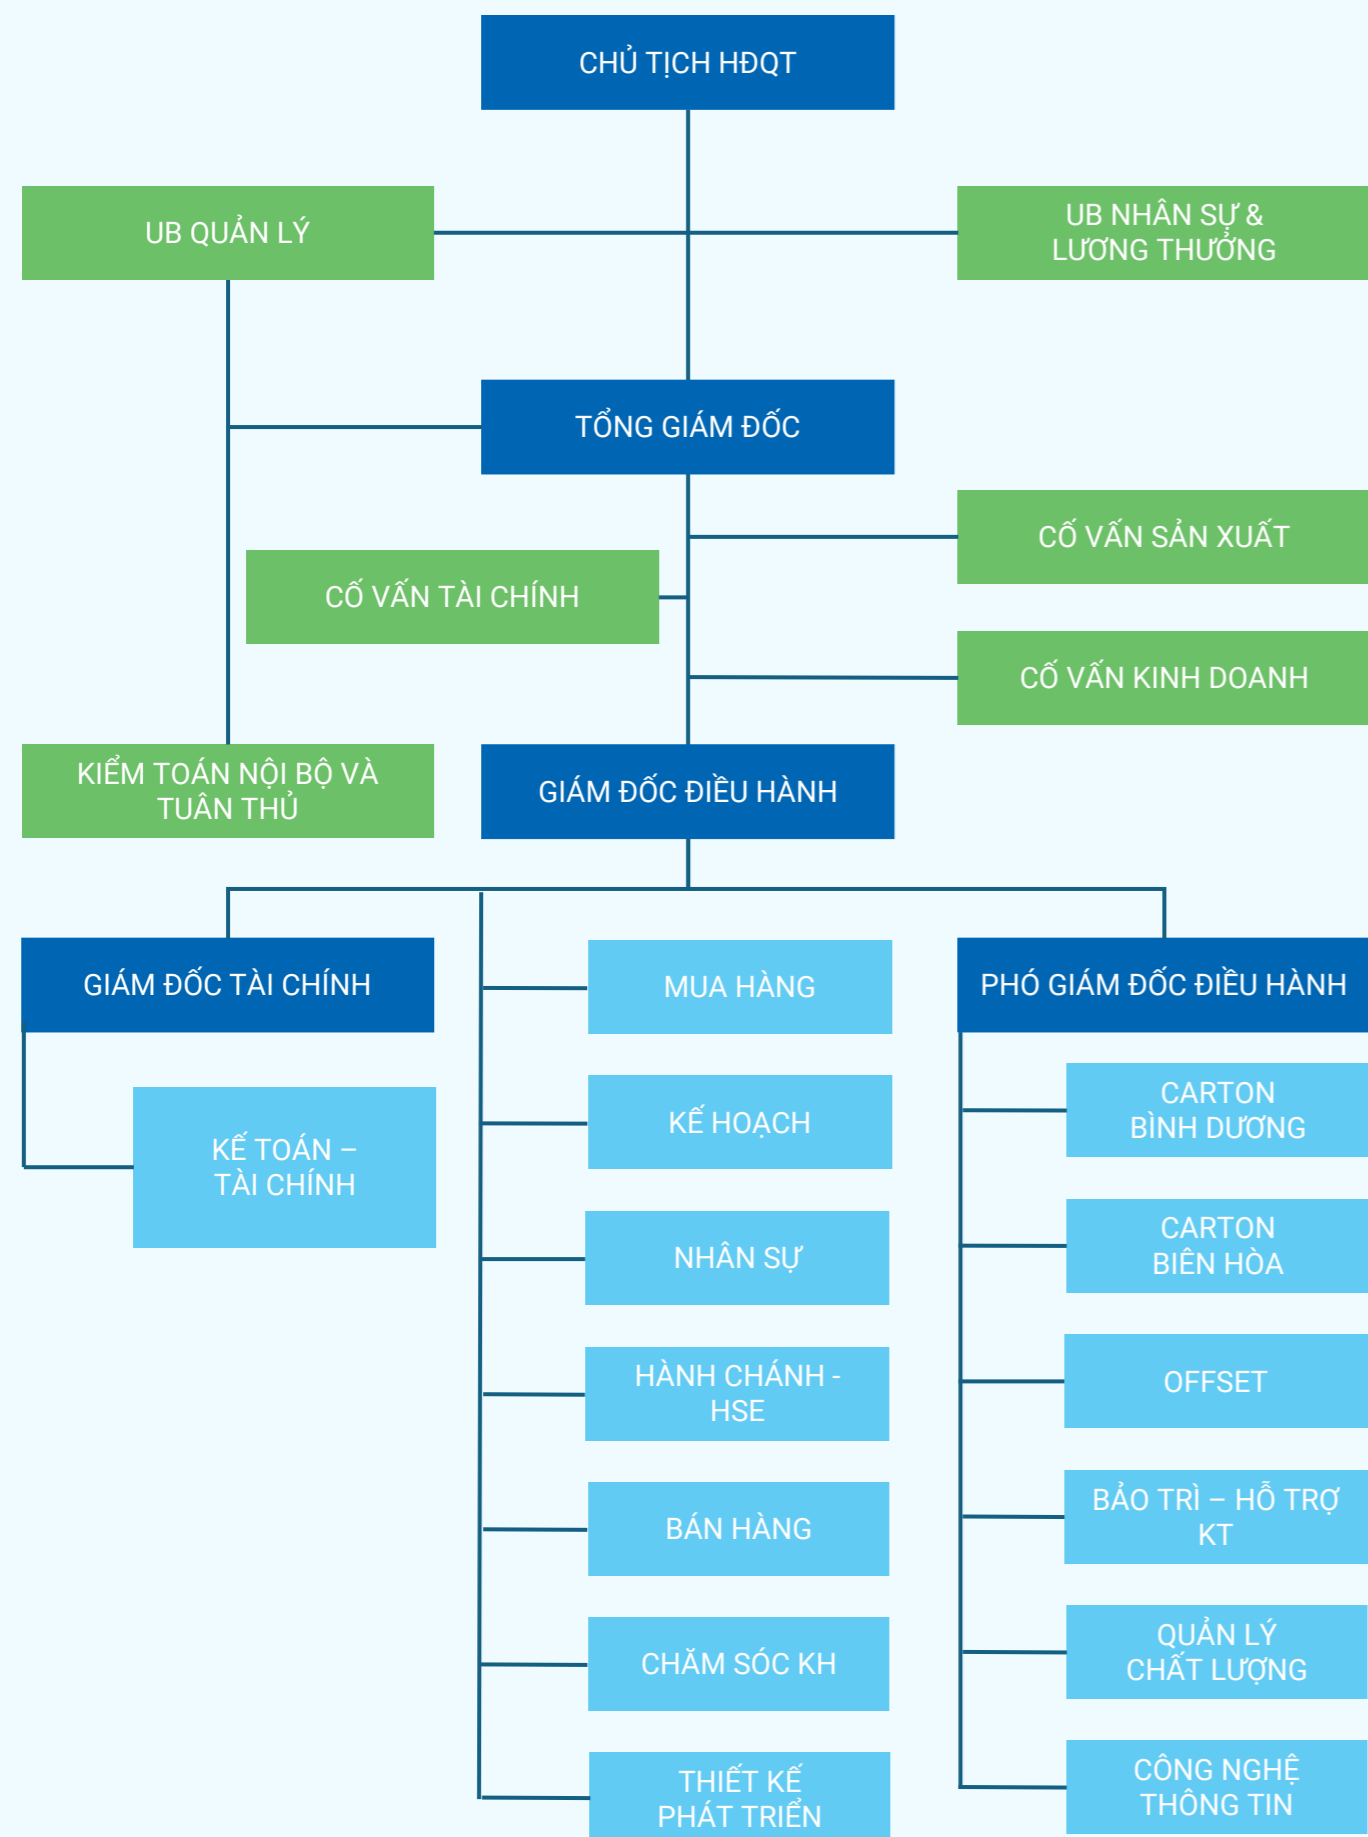 CHỦ TỊCH HĐQT
UB QUẢN LÝ
UB NHÂN SỰ &
LƯƠNG THƯỞNG
TỔNG GIÁM ĐỐC
CỐ VẤN SẢN XUẤT
CỐ VẤN TÀI CHÍNH
CỐ VẤN KINH DOANH
KIỂM TOÁN NỘI BỘ VÀ
TUÂN THỦ
GIÁM ĐỐC ĐIỀU HÀNH
GIÁM ĐỐC TÀI CHÍNH
KẾ TOÁN –
TÀI CHÍNH
MUA HÀNG
KẾ HOẠCH
NHÂN SỰ
HÀNH CHÁNH -
HSE
BÁN HÀNG
CHĂM SÓC KH
THIẾT KẾ
PHÁT TRIỂN
PHÓ GIÁM ĐỐC ĐIỀU HÀNH
CARTON
BÌNH DƯƠNG
CARTON
BIÊN HÒA
OFFSET
BẢO TRÌ – HỖ TRỢ
KT
QUẢN LÝ
CHẤT LƯỢNG
CÔNG NGHỆ
THÔNG TIN